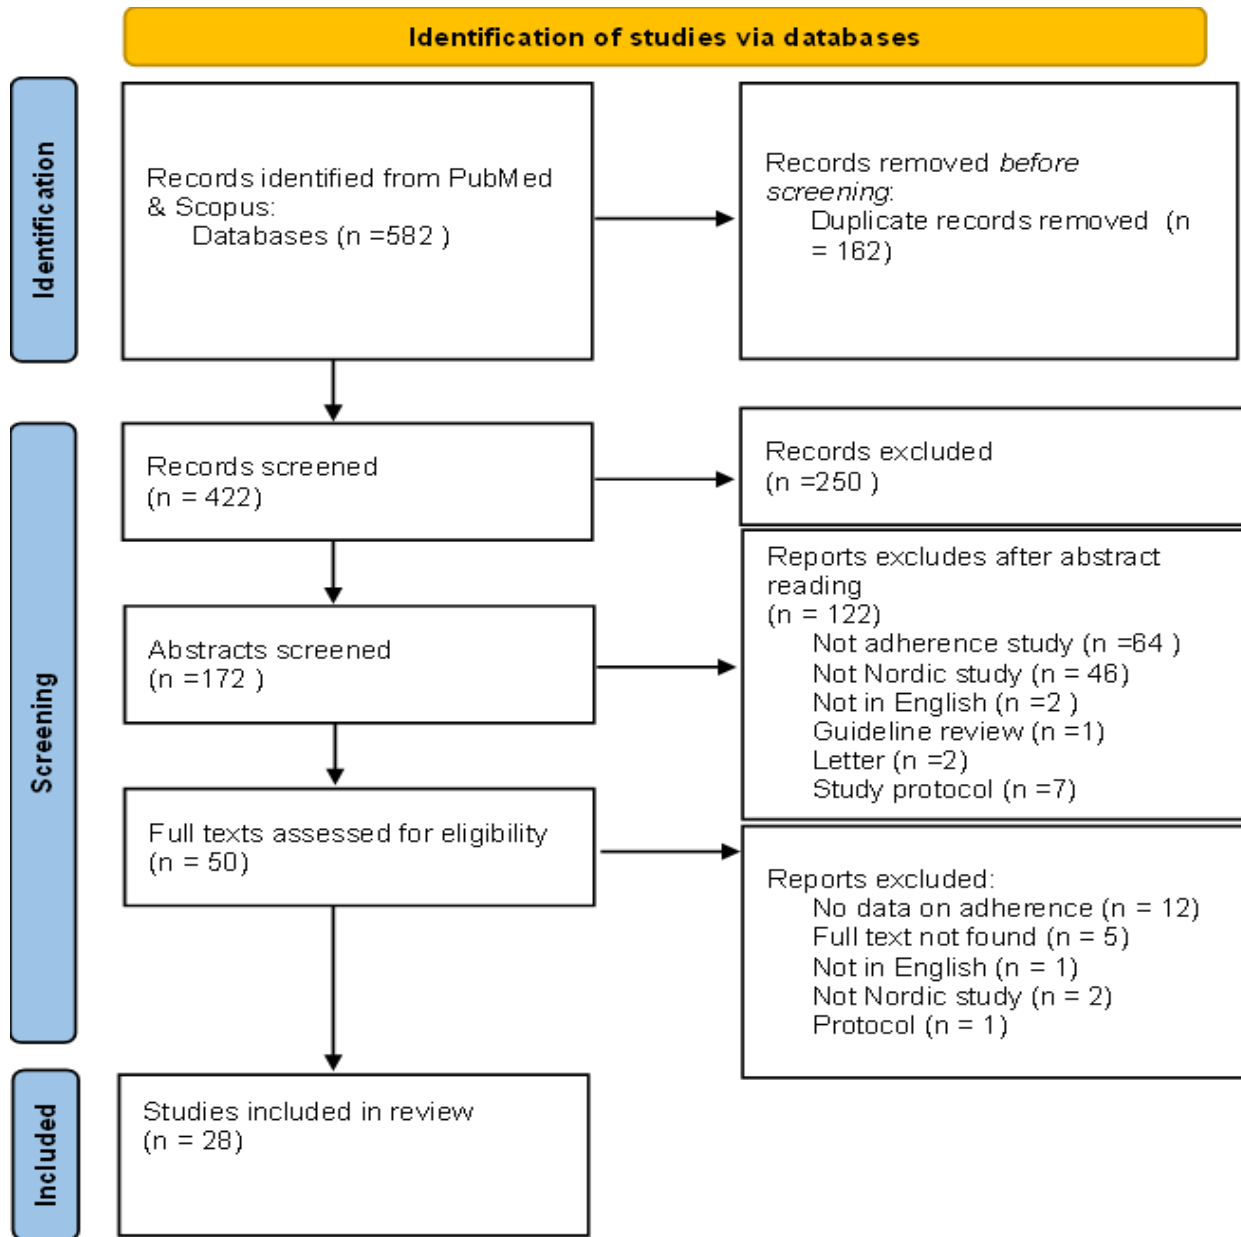 Identification of studies via databases
Identification
Records identified from PubMed
& Scopus:
Databases (n =582 )
Records removed before
screening:
Duplicate records removed  (n
= 162)
Screening
Records screened
(n = 422)
Records excluded
(n =250 )
Abstracts screened
(n =172 )
Reports excludes after abstract
reading
(n = 122)
Not adherence study (n =64 )
Not Nordic study (n = 46)
Not in English (n =2 )
Guideline review (n =1)
Letter (n =2)
Study protocol (n =7)
Full texts assessed for eligibility
(n = 50)
Reports excluded:
No data on adherence (n = 12)
Full text not found (n = 5)
Not in English (n = 1)
Not Nordic study (n = 2)
Protocol (n = 1)
Included
Studies included in review
(n = 28)